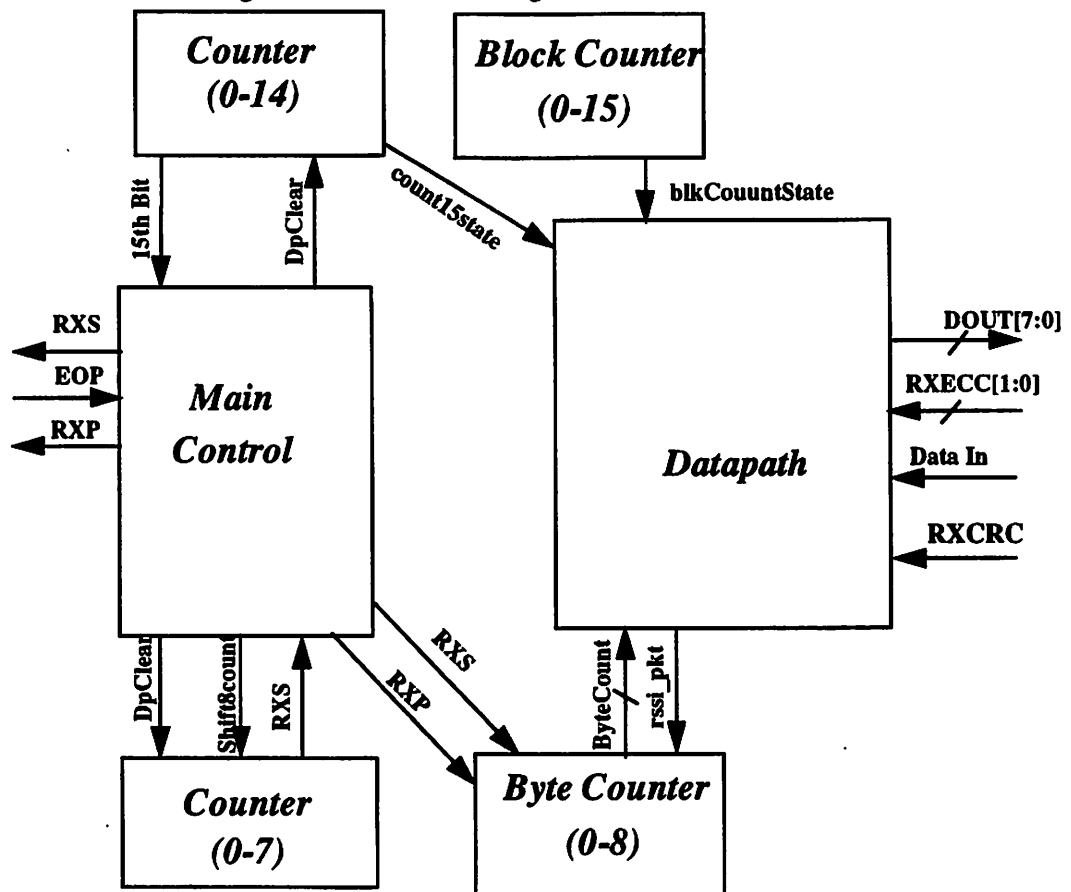 Counter
(0-14)
Block Counter
(0-15)
15th Bit
DpClear
count15state
blkCouuntState
RXS
EOP
RXP
Main
Control
Datapath
DOUT[7:0]
RXECC[1:0]
Data In
RXCRC
DpClear
Shift8count
RXS
RXS
RXP
ByteCount
rssi_pkt
Counter
(0-7)
Byte Counter
(0-8)